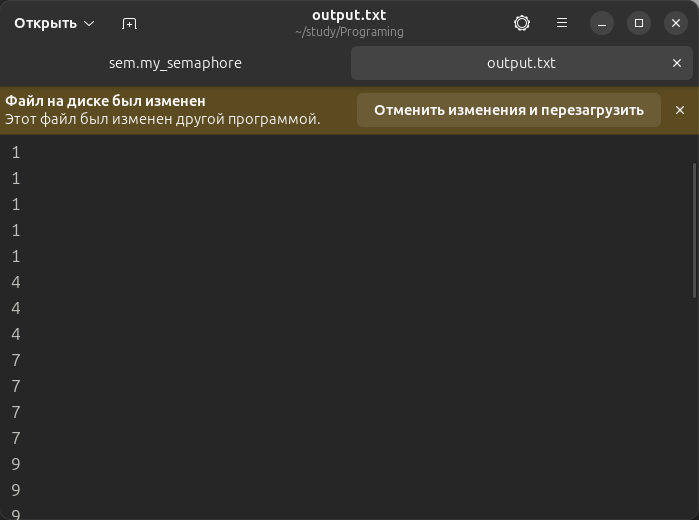 Открыть
output.txt
~/study/Programing
sem.my_semaphore
output.txt
Файл на диске был изменен
Этот файл был изменен другой программой.
Отменить изменения и перезагрузить
1
1
1
1
1
4
4
4
7
7
7
7
9
9
9